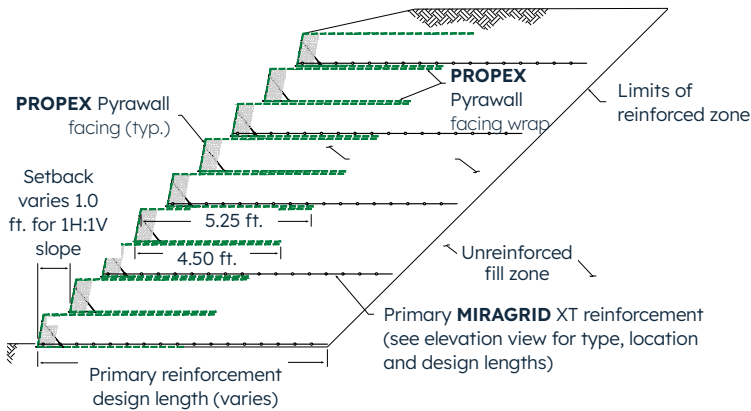 PROPEX Pyrawall
facing (typ.)
PROPEX
Pyrawall
facing wrap
Limits of
reinforced zone
Setback
varies 1.0
ft. for 1H:1V
slope
5.25 ft.
4.50 ft.
Unreinforced
fill zone
Primary MIRAGRID XT reinforcement
(see elevation view for type, location
and design lengths)
Primary reinforcement
design length (varies)